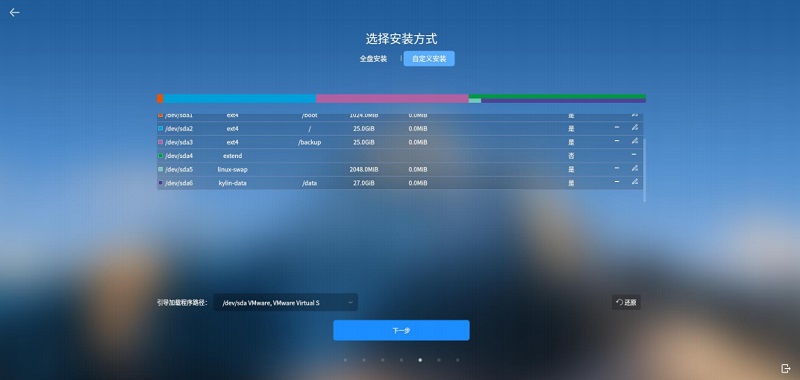 选择安装方式
全盘安装 | 自定义安装
/dev/sda1 ext4 /boot 1024.0MiB 0.0MiB 是
/dev/sda2 ext4 / 25.0GiB 0.0MiB 是
/dev/sda3 ext4 /backup 25.0GiB 0.0MiB 是
/dev/sda4 extend 否
/dev/sda5 linux-swap 2048.0MiB 0.0MiB 是
/dev/sda6 kylin-data /data 27.0GiB 0.0MiB 是
引导加载程序路径： /dev/sda VMware, VMware Virtual S 还原
下一步